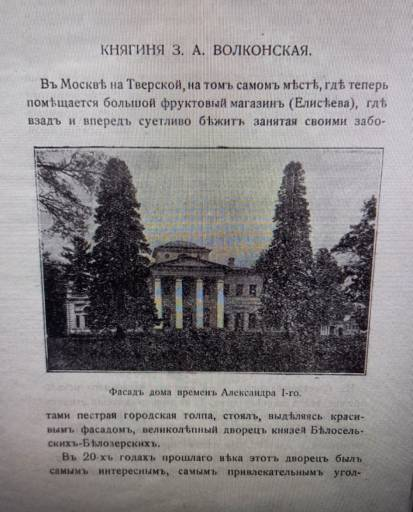 КНЯГИНЯ З. А. ВОЛКОНСКАЯ.
Въ Москвѣ на Тверской, на томъ самомъ мѣстѣ, гдѣ теперь
помѣщается большой фруктовый магазинъ (Елисѣева), гдѣ
взадъ и впередъ суетливо бѣжитъ занятая своими забо-
Фасадъ дома временъ Александра I-го.
тами пестрая городская толпа, стоялъ, выдѣляясь краси-
вымъ фасадомъ, великолѣпный дворецъ князей Бѣлосель-
скихъ-Бѣлозерскихъ.
Въ 20-хъ годахъ прошлаго вѣка этотъ дворецъ былъ
самымъ интереснымъ, самымъ привлекательнымъ угол-